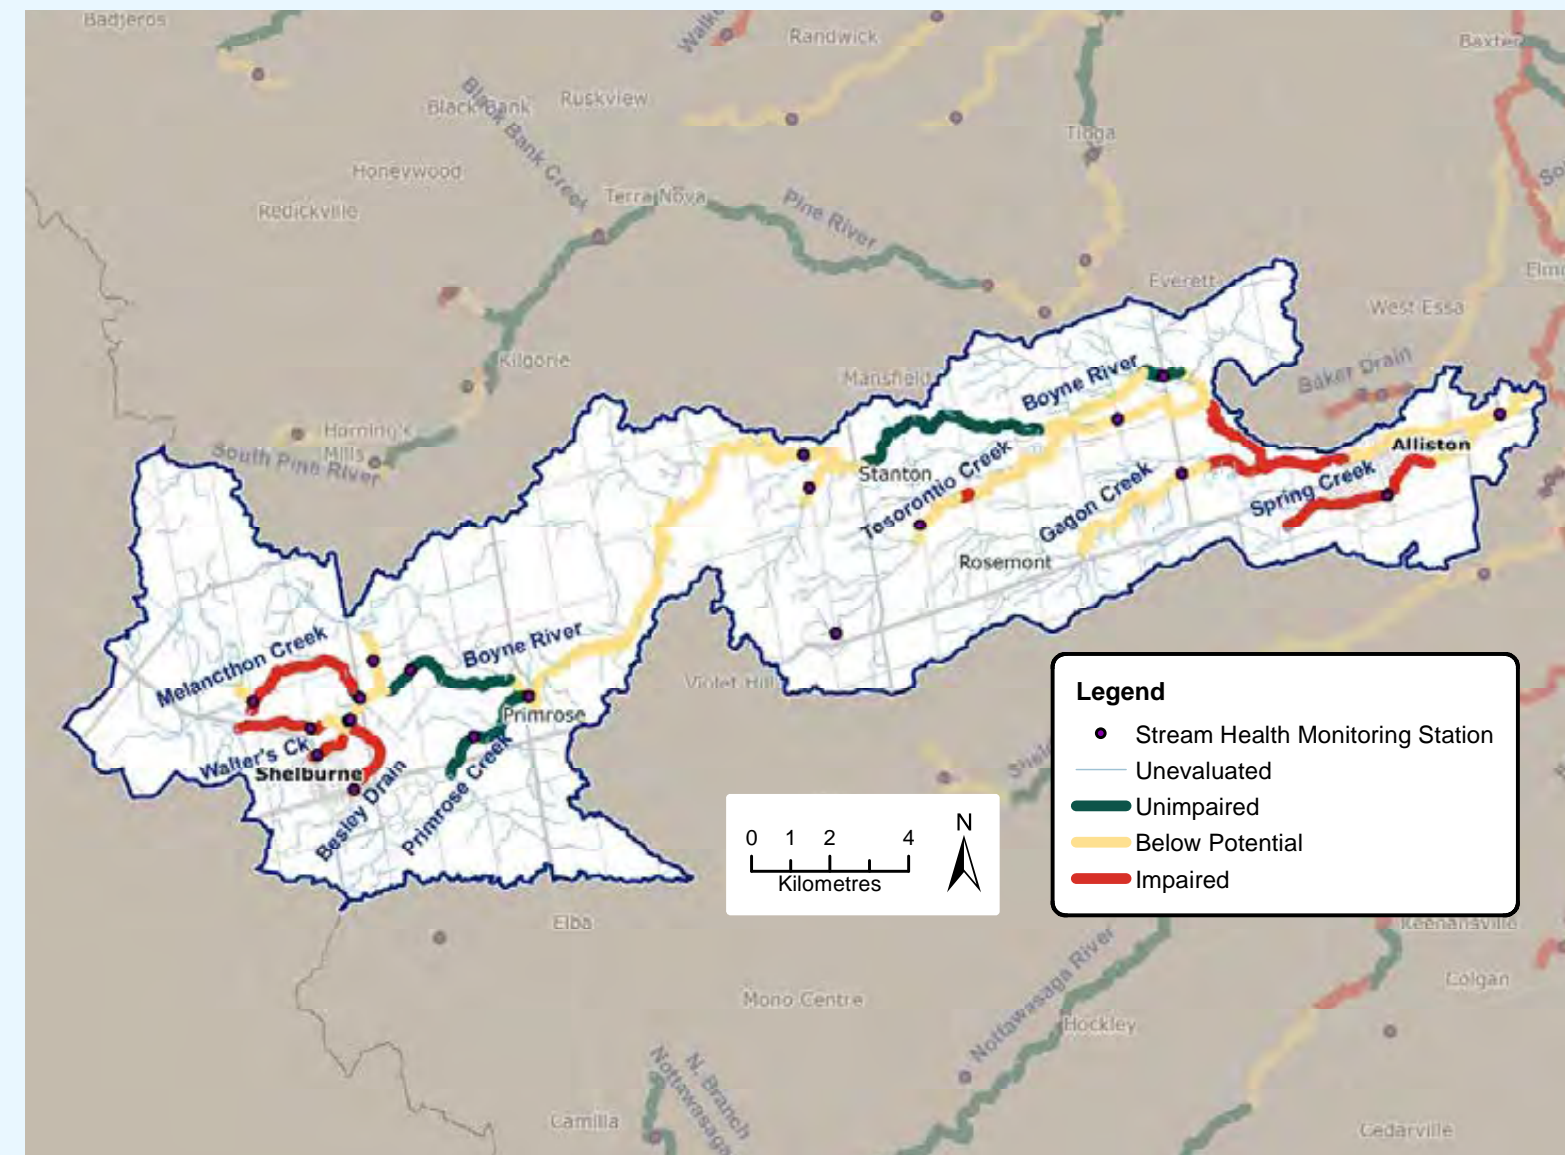 Badjeros
Randwick
Baxter
Black Bank
Ruskview
Black Bank Creek
Tioga
Honeywood
Redickville
Terra Nova
Pine River
Everett
West Essa
Kilgorie
Mansfield
Boyne River
Baker Drain
Horning's
Mills
South Pine River
Alliston
Stanton
Tosorontio Creek
Gagon Creek
Spring Creek
Rosemont
Melancthon Creek
Boyne River
Violet Hill
Primrose
Walter's Ck
Shelburne
Besley Drain
Primrose Creek
Legend
Stream Health Monitoring Station
Unevaluated
Unimpaired
Below Potential
Impaired
0 1 2 4
Kilometres
N
Elba
Keenansville
Colgan
Mono Centre
Nottawasaga River
Hockley
N. Branch
Nottawasaga
Camilla
Cedarville